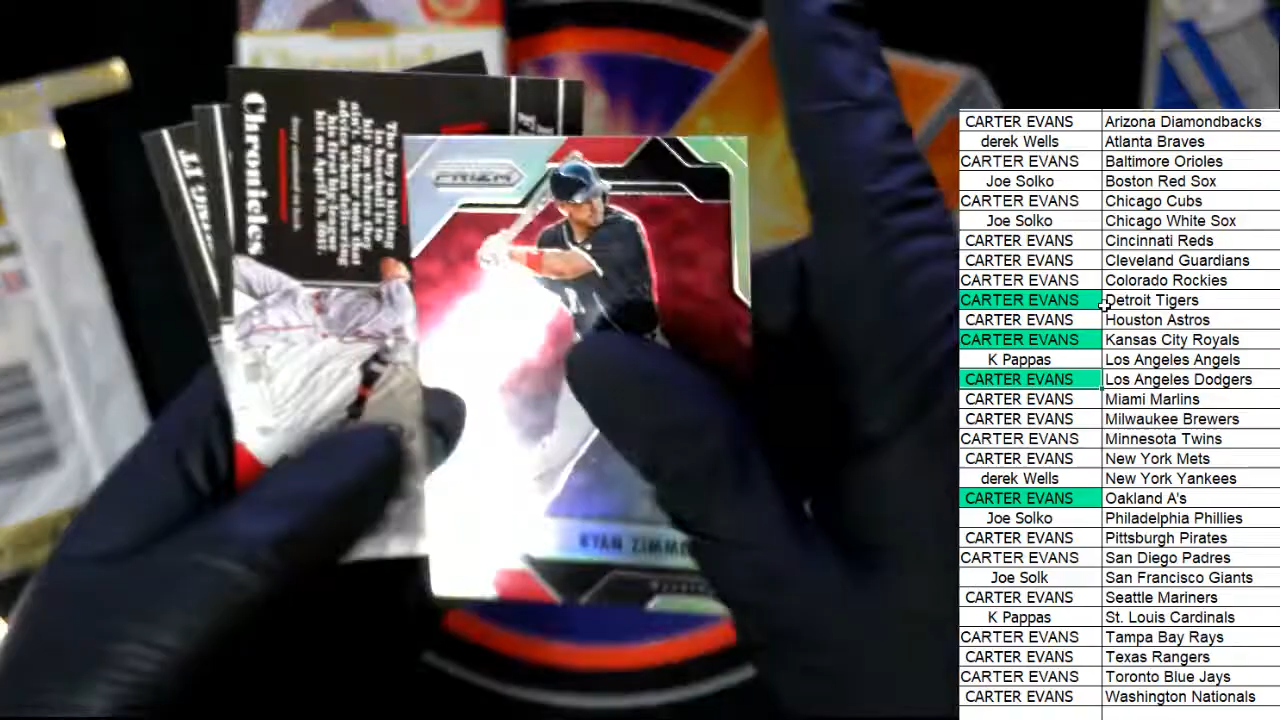 Chronicles
PRIZM
RYAN ZIMM
CARTER EVANS Arizona Diamondbacks
derek Wells Atlanta Braves
CARTER EVANS Baltimore Orioles
Joe Solko Boston Red Sox
CARTER EVANS Chicago Cubs
Joe Solko Chicago White Sox
CARTER EVANS Cincinnati Reds
CARTER EVANS Cleveland Guardians
CARTER EVANS Colorado Rockies
CARTER EVANS Detroit Tigers
CARTER EVANS Houston Astros
CARTER EVANS Kansas City Royals
K Pappas Los Angeles Angels
CARTER EVANS Los Angeles Dodgers
CARTER EVANS Miami Marlins
CARTER EVANS Milwaukee Brewers
CARTER EVANS Minnesota Twins
CARTER EVANS New York Mets
derek Wells New York Yankees
CARTER EVANS Oakland A's
Joe Solko Philadelphia Phillies
CARTER EVANS Pittsburgh Pirates
CARTER EVANS San Diego Padres
Joe Solk San Francisco Giants
CARTER EVANS Seattle Mariners
K Pappas St. Louis Cardinals
CARTER EVANS Tampa Bay Rays
CARTER EVANS Texas Rangers
CARTER EVANS Toronto Blue Jays
CARTER EVANS Washington Nationals